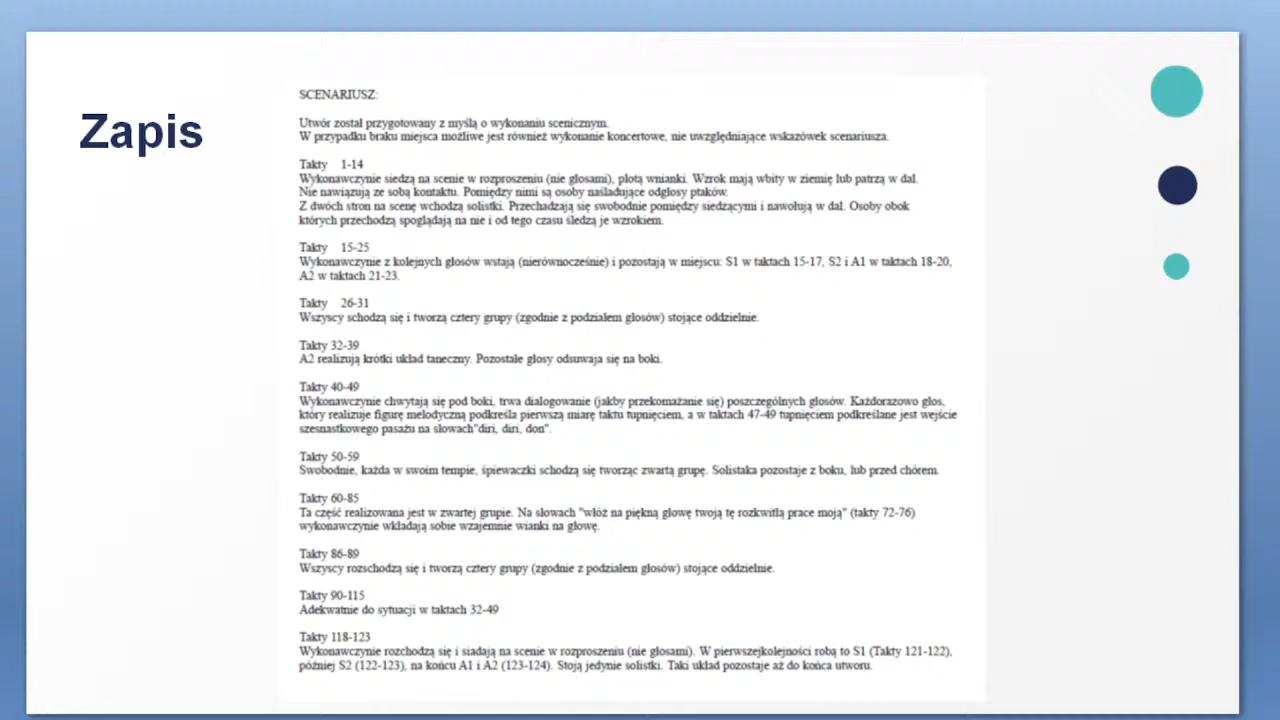 Zapis
SCENARIUSZ:
Utwór został przygotowany z myślą o wykonaniu scenicznym.
W przypadku braku miejsca możliwe jest również wykonanie koncertowe, nie uwzględniające wskazówek scenariusza.
Takty 1-14
Wykonawczynie siedzą na scenie w rozproszeniu (nie głosami), plotą wnianki. Wzrok mają wbity w ziemię lub patrzą w dal.
Nie nawiązują ze sobą kontaktu. Pomiędzy nimi są osoby naśladujące odgłosy ptaków.
Z dwóch stron na scenę wchodzą solistki. Przechadzają się swobodnie pomiędzy siedzącymi i nawołują w dal. Osoby obok
których przechodzą spoglądają na nie i od tego czasu śledzą je wzrokiem.
Takty 15-25
Wykonawczynie z kolejnych głosów wstają (nierównocześnie) i pozostają w miejscu: S1 w taktach 15-17, S2 i A1 w taktach 18-20,
A2 w taktach 21-23.
Takty 26-31
Wszyscy schodzą się i tworzą cztery grupy (zgodnie z podziałem głosów) stojące oddzielnie.
Takty 32-39
A2 realizują krótki układ taneczny. Pozostałe głosy odsuwaja się na boki.
Takty 40-49
Wykonawczynie chwytają się pod boki, trwa dialogowanie (jakby przekomażanie się) poszczególnych głosów. Każdorazowo głos,
który realizuje figurę melodyczną podkreśla pierwszą miarę taktu tupnięciem, a w taktach 47-49 tupnięciem podkreślane jest wejście
szesnastkowego pasażu na słowach"diri, diri, don".
Takty 50-59
Swobodnie, każda w swoim tempie, śpiewaczki schodzą się tworząc zwartą grupę. Solistaka pozostaje z boku, lub przed chórem.
Takty 60-85
Ta część realizowana jest w zwartej grupie. Na słowach "włóż na piękną głowę twoją tę rozkwitłą prace moją" (takty 72-76)
wykonawczynie wkładają sobie wzajemnie wianki na głowę.
Takty 86-89
Wszyscy rozschodzą się i tworzą cztery grupy (zgodnie z podziałem głosów) stojące oddzielnie.
Takty 90-115
Adekwatnie do sytuacji w taktach 32-49
Takty 118-123
Wykonawczynie rozchodzą się i siadają na scenie w rozproszeniu (nie głosami). W pierwszejkolejności robą to S1 (Takty 121-122),
później S2 (122-123), na końcu A1 i A2 (123-124). Stoją jedynie solistki. Taki układ pozostaje aż do końca utworu.